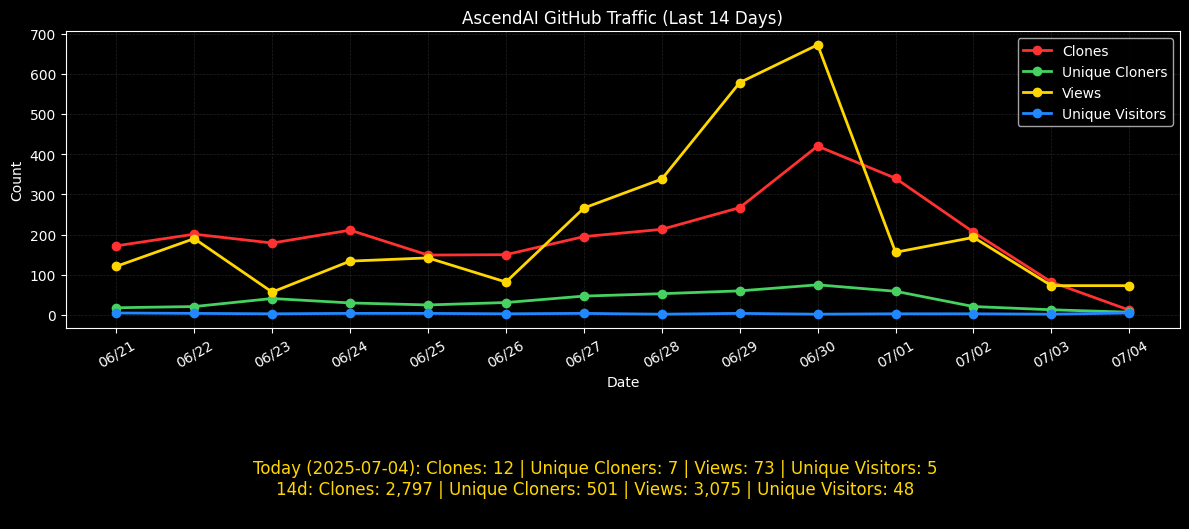 AscendAI GitHub Traffic (Last 14 Days)
700
600
500
400
300
200
100
0
Count
Clones
Unique Cloners
Views
Unique Visitors
06/21
06/22
06/23
06/24
06/25
06/26
06/27
06/28
06/29
06/30
07/01
07/02
07/03
07/04
Date
Today (2025-07-04): Clones: 12 | Unique Cloners: 7 | Views: 73 | Unique Visitors: 5
14d: Clones: 2,797 | Unique Cloners: 501 | Views: 3,075 | Unique Visitors: 48